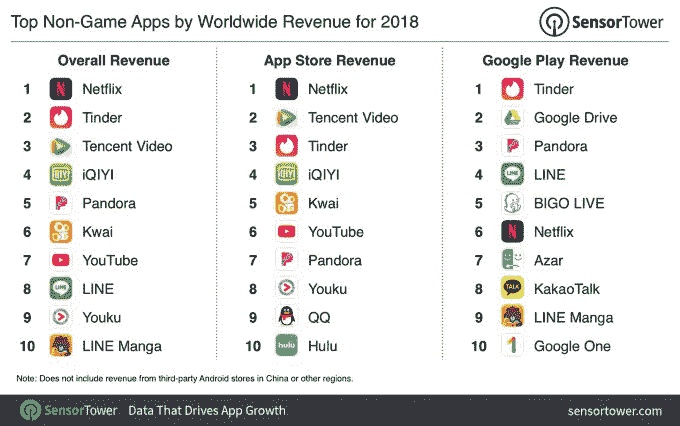 Top Non-Game Apps by Worldwide Revenue for 2018
SensorTower
Overall Revenue
1 Netflix
2 Tinder
3 Tencent Video
4 iQIYI
5 Pandora
6 Kwai
7 YouTube
8 LINE
9 Youku
10 LINE Manga
App Store Revenue
1 Netflix
2 Tencent Video
3 Tinder
4 iQIYI
5 Kwai
6 YouTube
7 Pandora
8 Youku
9 QQ
10 hulu Hulu
Google Play Revenue
1 Tinder
2 Google Drive
3 Pandora
4 LINE
5 BIGO LIVE
6 Netflix
7 Azar
8 TALK KakaoTalk
9 LINE Manga
10 Google One
Note: Does not include revenue from third-party Android stores in China or other regions.
SensorTower Data That Drives App Growth sensortower.com